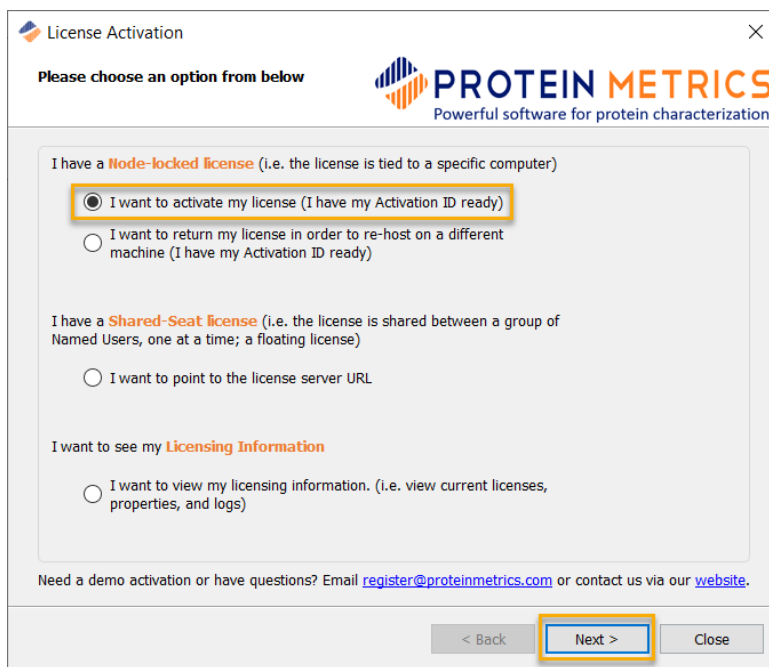 License Activation
Please choose an option from below
PROTEIN METRICS
Powerful software for protein characterization
I have a Node-locked license (i.e. the license is tied to a specific computer)
I want to activate my license (I have my Activation ID ready)
I want to return my license in order to re-host on a different
machine (I have my Activation ID ready)
I have a Shared-Seat license (i.e. the license is shared between a group of
Named Users, one at a time; a floating license)
I want to point to the license server URL
I want to see my Licensing Information
I want to view my licensing information. (i.e. view current licenses,
properties, and logs)
Need a demo activation or have questions? Email register@proteinmetrics.com or contact us via our website.
< Back
Next >
Close